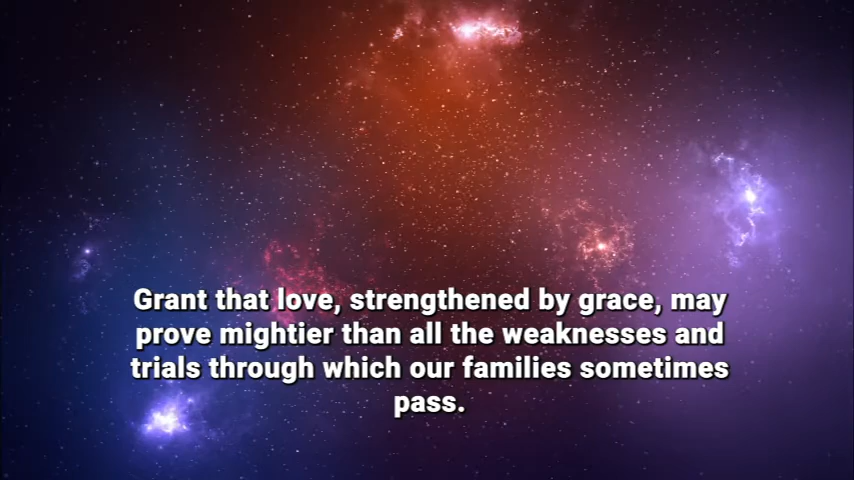 Grant that love, strengthened by grace, may
prove mightier than all the weaknesses and
trials through which our families sometimes
pass.